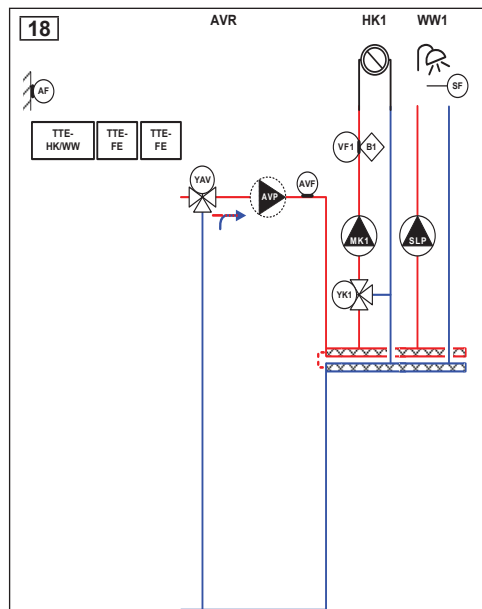 18
AVR
HK1
WW1
AF
SF
TTE-
HK/WW
TTE-
FE
TTE-
FE
VF1
B1
YAV
AVP
AVF
MK1
SLP
YK1